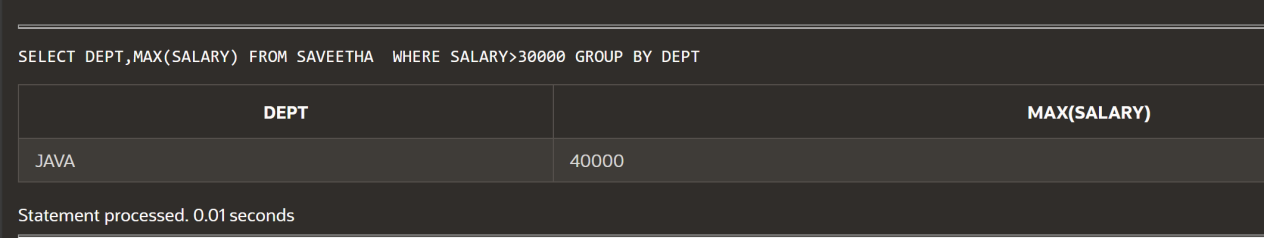 SELECT DEPT,MAX(SALARY) FROM SAVEETHA  WHERE SALARY>30000 GROUP BY DEPT
DEPT MAX(SALARY)
JAVA 40000
Statement processed. 0.01 seconds